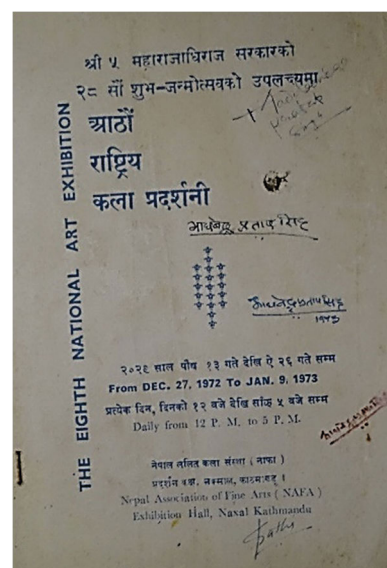 श्री ५ महाराजाधिराज सरकारको
२८ सौं शुभ-जन्मोत्सवको उपलच्यमा
आठौं
राष्ट्रिय
कला प्रदर्शनी
THE EIGHTH NATIONAL ART EXHIBITION
प्रताप सिंह
1973
२०२९ साल पौष १३ गते देखि ऐ २६ गते सम्म
From DEC. 27, 1972 To JAN. 9, 1973
प्रत्येक दिन, दिनको १२ बजे देखि साँझ ५ बजे सम्म
Daily from 12 P. M. to 5 P. M.
नेपाल ललित कला संस्था ( नाफा )
प्रदर्शन कक्ष, नक्साल, काठमाण्डू ।
Nepal Association of Fine Arts ( NAFA )
Exhibition Hall, Naxal Kathmandu